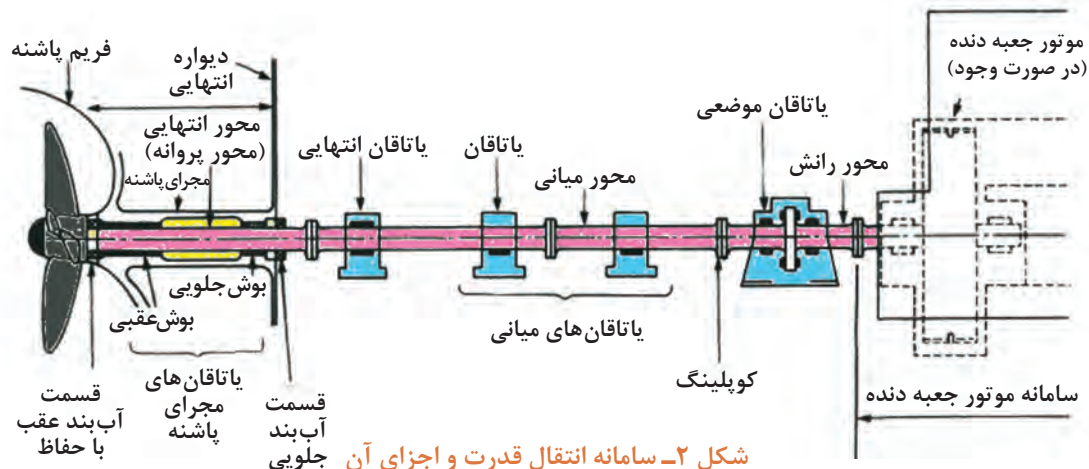 فریم پاشنه
دیواره
انتهایی
محور انتهایی
(محور پروانه)
مجرای پاشنه
یاتاقان انتهایی
یاتاقان
محور میانی
یاتاقان موضعی
محور رانش
موتور جعبه دنده
(در صورت وجود)
بوش جلویی
بوش عقبی
یاتاقان‌های میانی
کوپلینگ
سامانه موتور جعبه دنده
قسمت
آب‌بند عقب
با حفاظ
یاتاقان‌های
مجرای
پاشنه
قسمت
آب‌بند
جلویی
شکل ۲ــ سامانه انتقال قدرت و اجزای آن